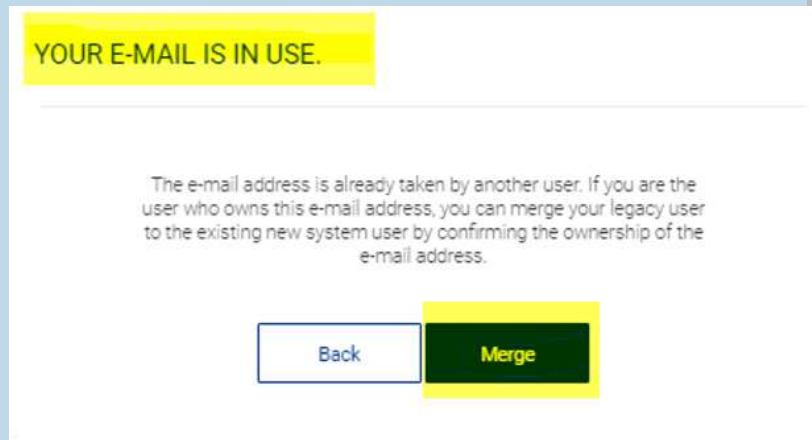 YOUR E-MAIL IS IN USE.
The e-mail address is already taken by another user. If you are the
user who owns this e-mail address, you can merge your legacy user
to the existing new system user by confirming the ownership of the
e-mail address.
Back
Merge